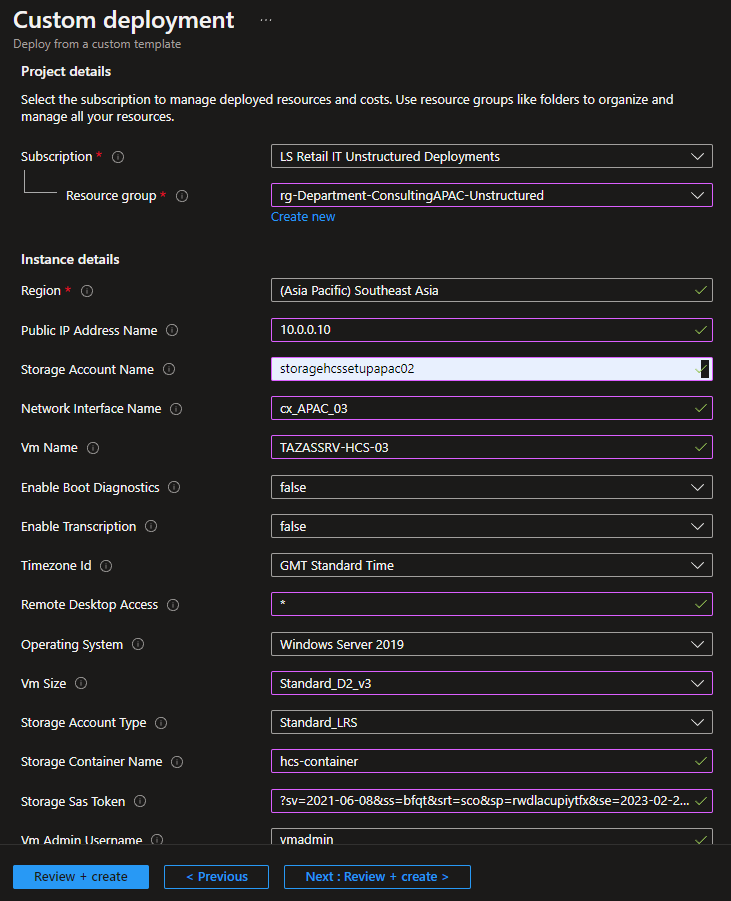 Custom deployment ...
Deploy from a custom template
Project details
Select the subscription to manage deployed resources and costs. Use resource groups like folders to organize and
manage all your resources.
Subscription * LS Retail IT Unstructured Deployments
Resource group * rg-Department-ConsultingAPAC-Unstructured
Create new
Instance details
Region * (Asia Pacific) Southeast Asia
Public IP Address Name 10.0.0.10
Storage Account Name storagehcssetupapac02
Network Interface Name cx_APAC_03
Vm Name TAZASSRV-HCS-03
Enable Boot Diagnostics false
Enable Transcription false
Timezone Id GMT Standard Time
Remote Desktop Access *
Operating System Windows Server 2019
Vm Size Standard_D2_v3
Storage Account Type Standard_LRS
Storage Container Name hcs-container
Storage Sas Token ?sv=2021-06-08&ss=bfqt&srt=sco&sp=rwdlacupiytfx&se=2023-02-2...
Vm Admin Username vmadmin
Review + create < Previous Next : Review + create >